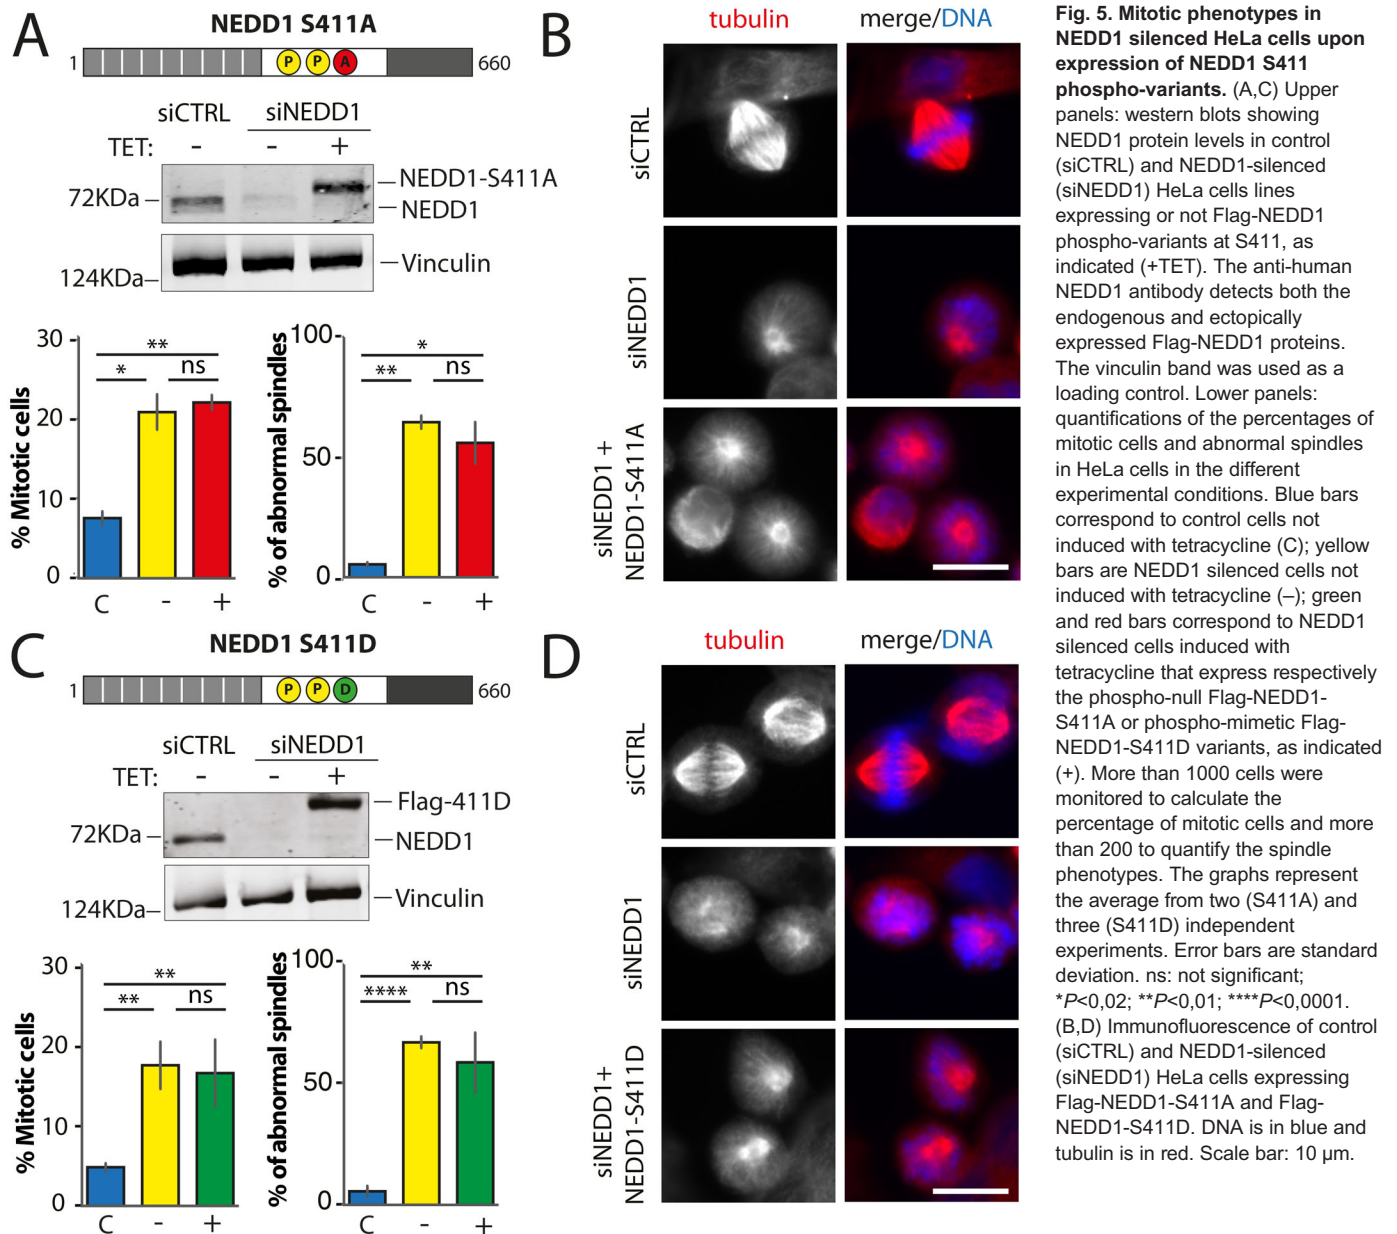 A
NEDD1 S411A
1
P P A
660
siCTRL siNEDD1
TET: - - +
72KDa
NEDD1-S411A
NEDD1
124KDa
Vinculin
% Mitotic cells
30
20
10
0
** 
* ns
C - +
% of abnormal spindles
100
50
0
*
** ns
C - +
B
tubulin merge/DNA
siCTRL
siNEDD1
siNEDD1 +
NEDD1-S411A
C
NEDD1 S411D
1
P P D
660
siCTRL siNEDD1
TET: - - +
72KDa
Flag-411D
NEDD1
124KDa
Vinculin
% Mitotic cells
30
20
10
0
**
** ns
C - +
% of abnormal spindles
100
50
0
**
**** ns
C - +
D
tubulin merge/DNA
siCTRL
siNEDD1
siNEDD1+
NEDD1-S411D
Fig. 5. Mitotic phenotypes in
NEDD1 silenced HeLa cells upon
expression of NEDD1 S411
phospho-variants. (A,C) Upper
panels: western blots showing
NEDD1 protein levels in control
(siCTRL) and NEDD1-silenced
(siNEDD1) HeLa cells lines
expressing or not Flag-NEDD1
phospho-variants at S411, as
indicated (+TET). The anti-human
NEDD1 antibody detects both the
endogenous and ectopically
expressed Flag-NEDD1 proteins.
The vinculin band was used as a
loading control. Lower panels:
quantifications of the percentages of
mitotic cells and abnormal spindles
in HeLa cells in the different
experimental conditions. Blue bars
correspond to control cells not
induced with tetracycline (C); yellow
bars are NEDD1 silenced cells not
induced with tetracycline (–); green
and red bars correspond to NEDD1
silenced cells induced with
tetracycline that express respectively
the phospho-null Flag-NEDD1-
S411A or phospho-mimetic Flag-
NEDD1-S411D variants, as indicated
(+). More than 1000 cells were
monitored to calculate the
percentage of mitotic cells and more
than 200 to quantify the spindle
phenotypes. The graphs represent
the average from two (S411A) and
three (S411D) independent
experiments. Error bars are standard
deviation. ns: not significant;
*P<0,02; **P<0,01; ****P<0,0001.
(B,D) Immunofluorescence of control
(siCTRL) and NEDD1-silenced
(siNEDD1) HeLa cells expressing
Flag-NEDD1-S411A and Flag-
NEDD1-S411D. DNA is in blue and
tubulin is in red. Scale bar: 10 µm.